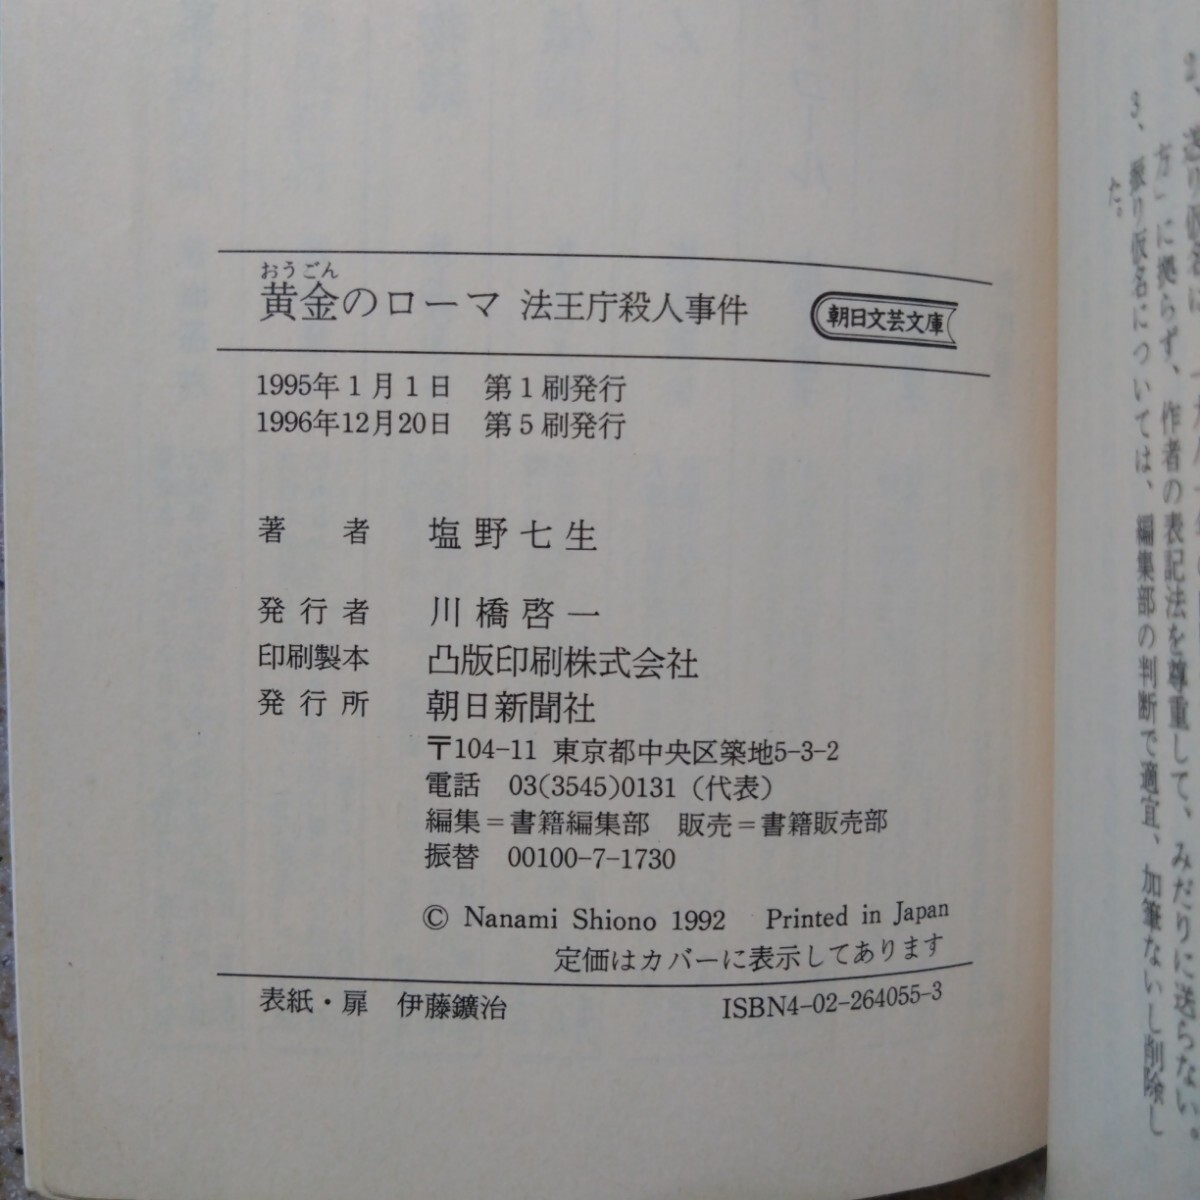 おうごん
黄金のローマ 法王庁殺人事件
朝日文芸文庫
1995年1月1日 第1刷発行
1996年12月20日 第5刷発行
著者 塩野七生
発行者 川橋啓一
印刷製本 凸版印刷株式会社
発行所 朝日新聞社
〒104-11 東京都中央区築地5-3-2
電話 03(3545)0131(代表)
編集=書籍編集部 販売=書籍販売部
振替 00100-7-1730
© Nanami Shiono 1992 Printed in Japan
定価はカバーに表示してあります
表紙・扉 伊藤鑛治
ISBN4-02-264055-3
方」に拠らず、作者の表記法を尊重して、みだりに送らない。
3、振り仮名については、編集部の判断で適宜、加筆ないし削除し
た。